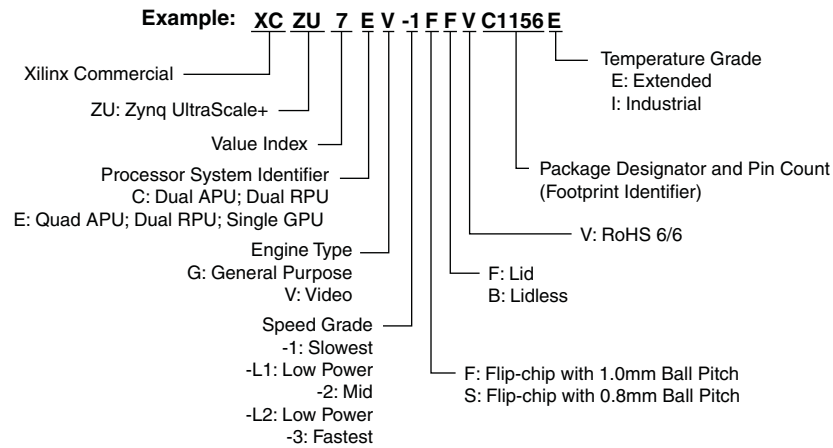 Example: XC ZU 7 E V -1 F F V C1156 E
Xilinx Commercial
ZU: Zynq UltraScale+
Value Index
Processor System Identifier
C: Dual APU; Dual RPU
E: Quad APU; Dual RPU; Single GPU
Engine Type
G: General Purpose
V: Video
Speed Grade
-1: Slowest
-L1: Low Power
-2: Mid
-L2: Low Power
-3: Fastest
Temperature Grade
E: Extended
I: Industrial
Package Designator and Pin Count
(Footprint Identifier)
V: RoHS 6/6
F: Lid
B: Lidless
F: Flip-chip with 1.0mm Ball Pitch
S: Flip-chip with 0.8mm Ball Pitch